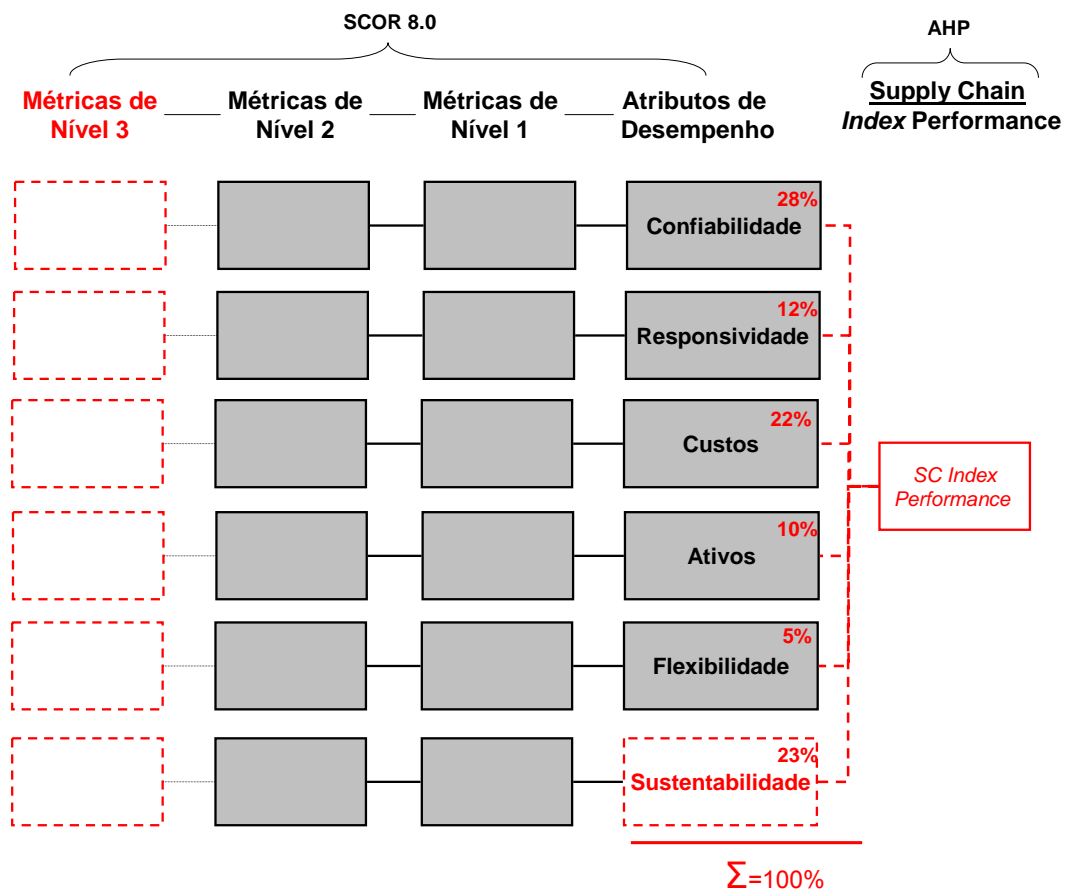 SCOR 8.0
AHP
Métricas de
Nível 3
Métricas de
Nível 2
Métricas de
Nível 1
Atributos de
Desempenho
Supply Chain
Index Performance
28%
Confiabilidade
12%
Responsividade
22%
Custos
10%
Ativos
5%
Flexibilidade
23%
Sustentabilidade
SC Index
Performance
Σ=100%